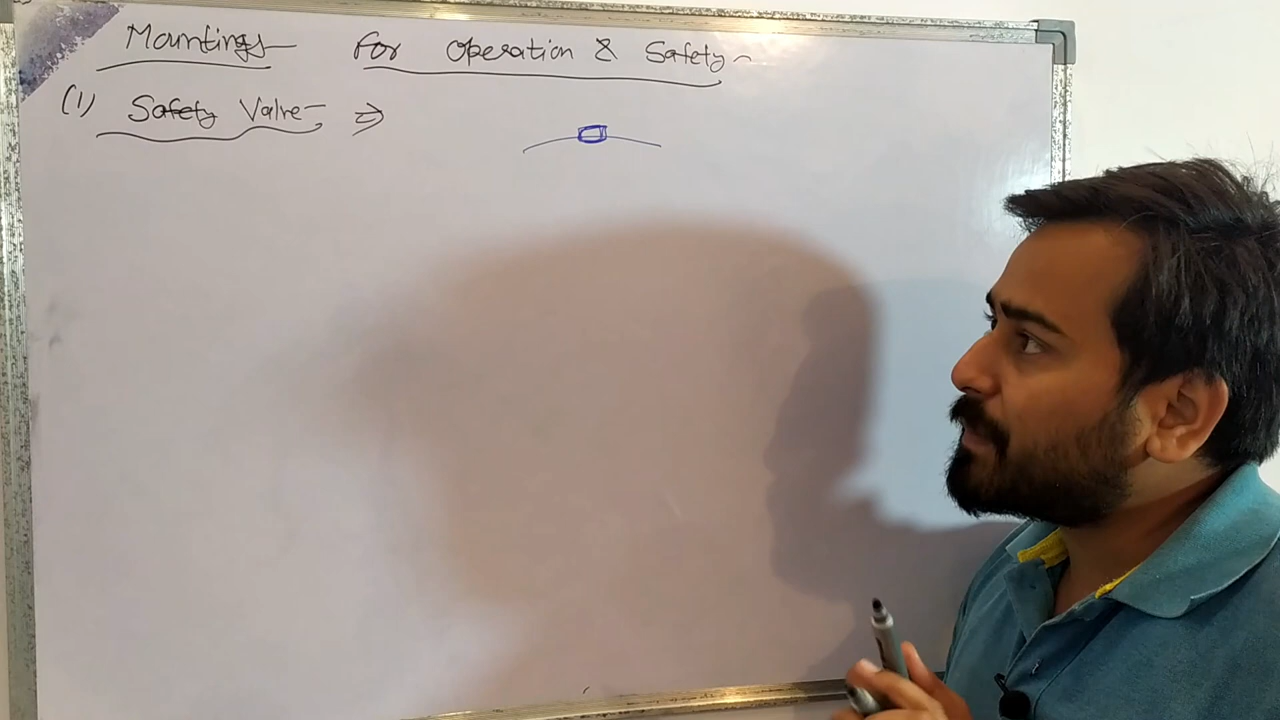 Mountings For Operation & Safety -
(1) Safety Valve - ⇒